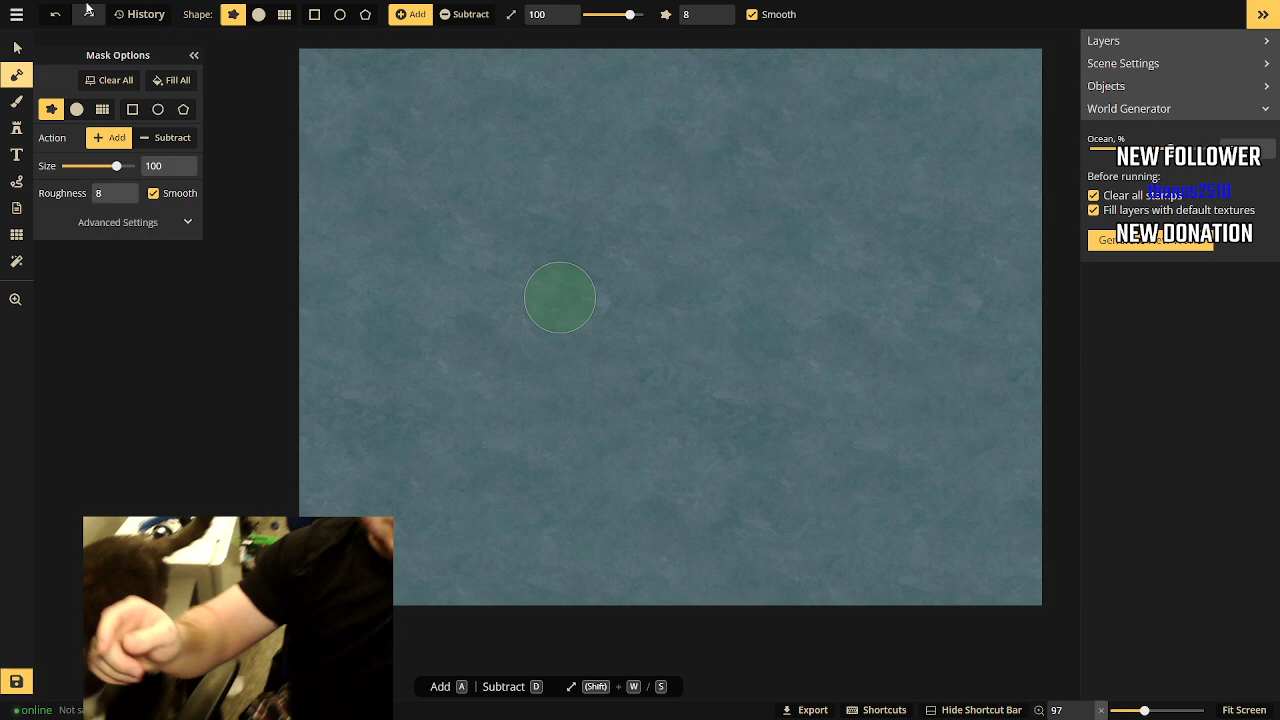 History
Shape:
Add
Subtract
100
8
Smooth
Mask Options
Clear All
Fill All
Action
Add
Subtract
Size
100
Roughness
8
Smooth
Advanced Settings
Layers
Scene Settings
Objects
World Generator
Ocean, %
NEW FOLLOWER
Before running:
Clear all
Fill layers with default textures
NEW DONATION
Add A | Subtract D (Shift) + W / S
online
Export
Shortcuts
Hide Shortcut Bar
97
Fit Screen